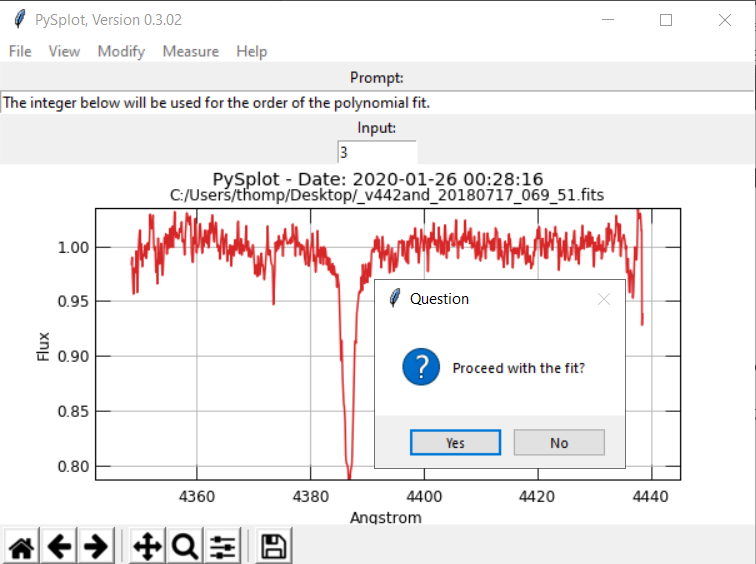 PySplot, Version 0.3.02
File View Modify Measure Help
Prompt:
The integer below will be used for the order of the polynomial fit.
Input:
3
PySplot - Date: 2020-01-26 00:28:16
C:/Users/thomp/Desktop/_v442and_20180717_069_51.fits
1.00
0.95
0.90
0.85
0.80
Flux
Question
?
Proceed with the fit?
Yes No
4360 4380 4400 4420 4440
Angstrom